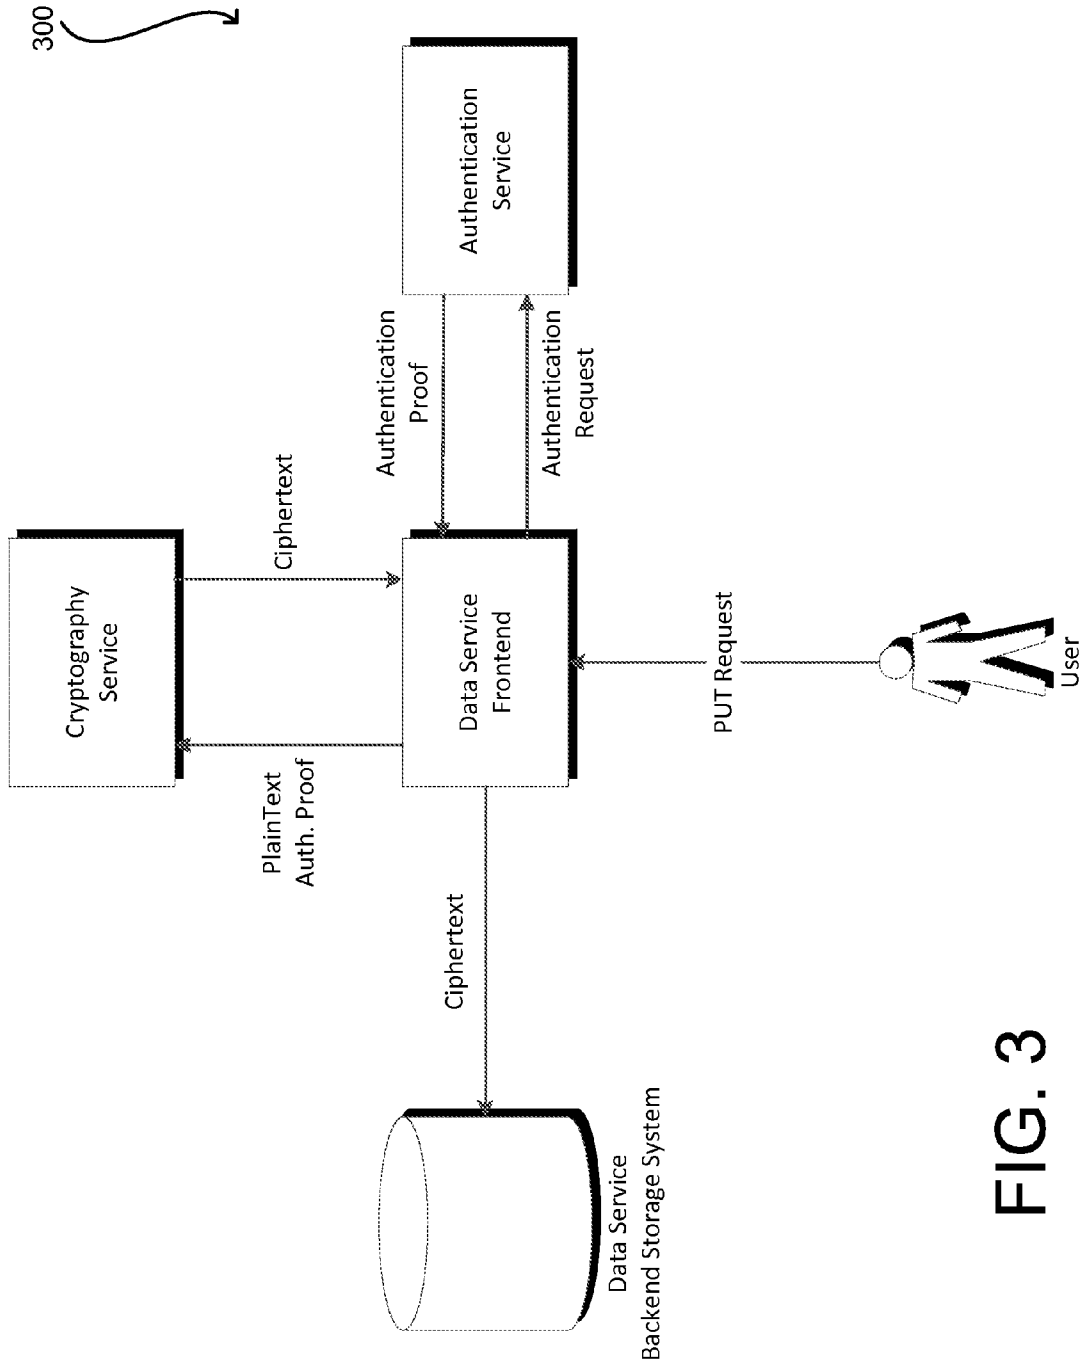 300
Cryptography
Service
PlainText
Auth. Proof
Ciphertext
Data Service
Backend Storage System
Ciphertext
Data Service
Frontend
Authentication
Proof
Authentication
Request
Authentication
Service
PUT Request
User
FIG. 3